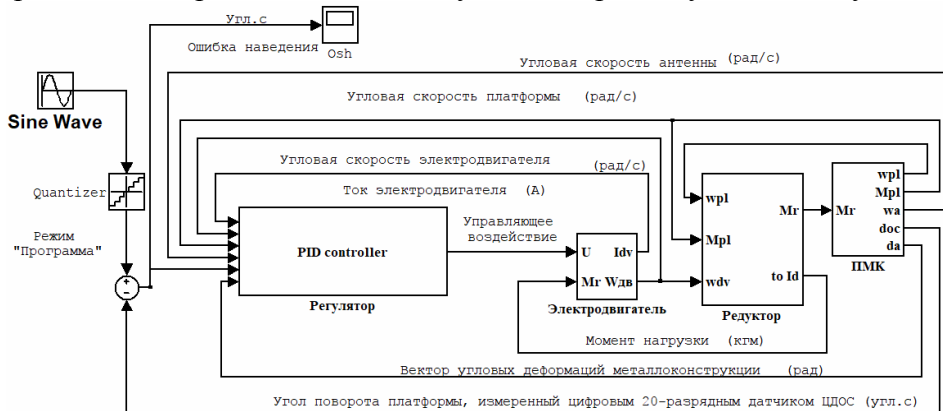 Угл.с
Ошибка наведения
Osh
Угловая скорость антенны (рад/с)
Sine Wave
Угловая скорость платформы (рад/с)
Quantizer
Угловая скорость электродвигателя (рад/с)
Ток электродвигателя (А)
Режим
"Программа"
PID controller
Регулятор
Управляющее
воздействие
U Idv
Mr Wдв
Электродвигатель
wpl
Mpl
wdv
Mr
to Id
Редуктор
Mr
wpl
Mpl
wa
doc
da
ПМК
Момент нагрузки (кгм)
Вектор угловых деформаций металлоконструкции (рад)
Угол поворота платформы, измеренный цифровым 20-разрядным датчиком ЦДОС (угл.с)